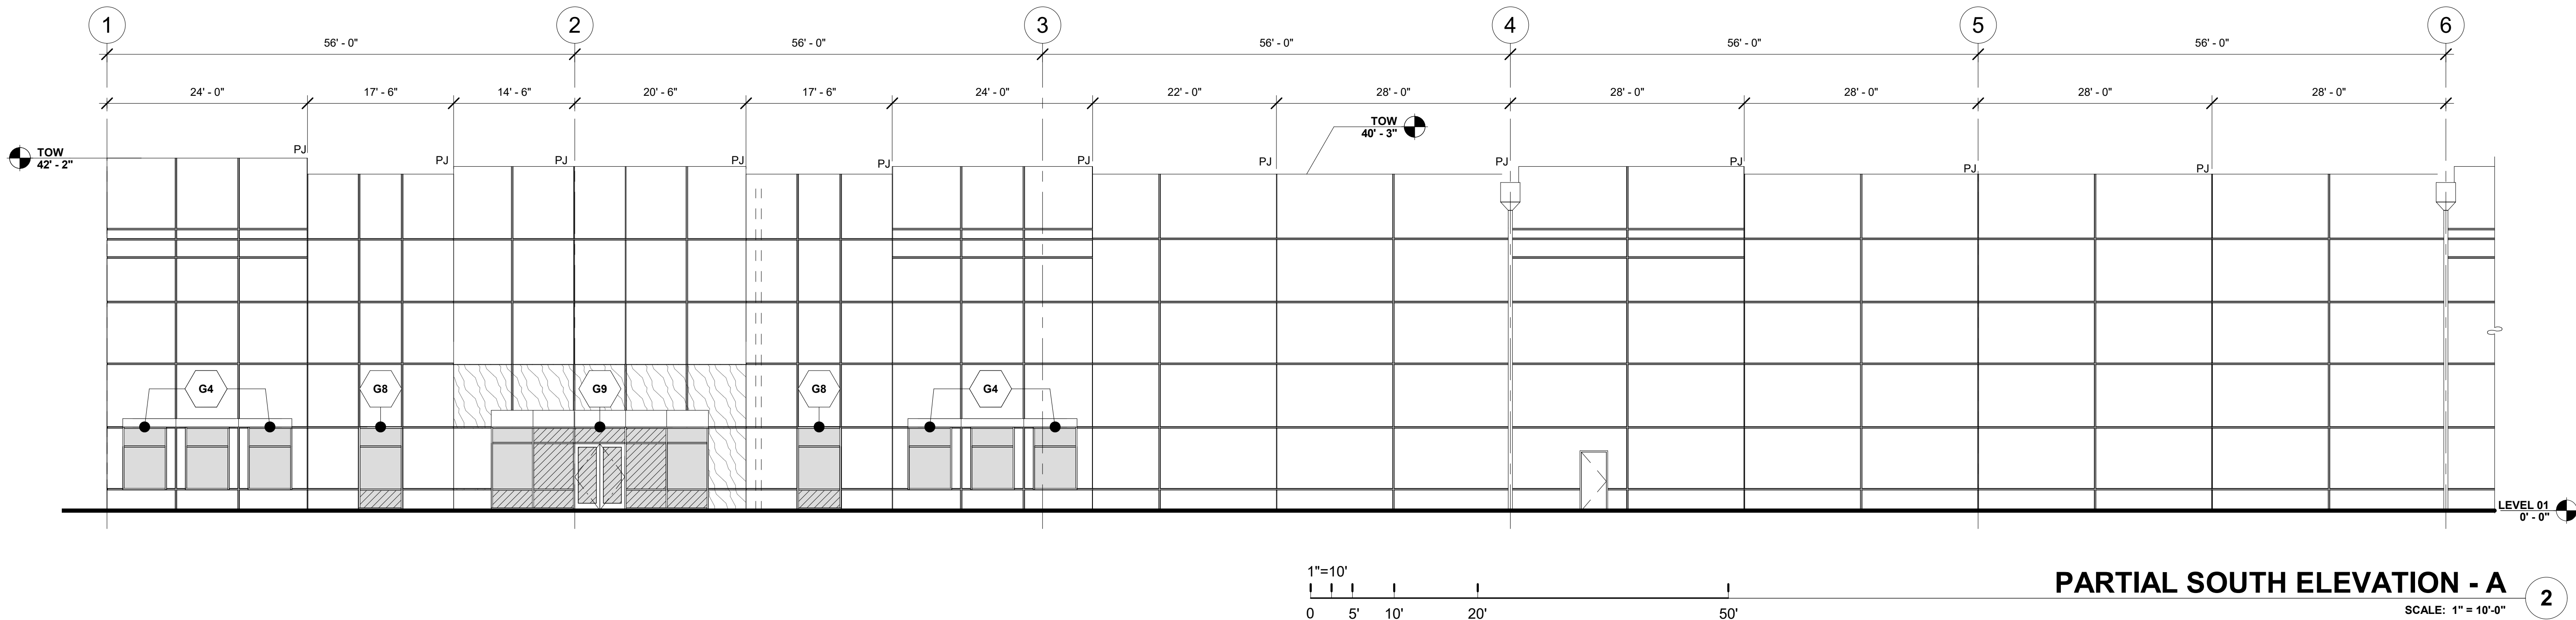 1 2 3 4 5 6
56' - 0" 56' - 0" 56' - 0" 56' - 0" 56' - 0"
24' - 0" 17' - 6" 14' - 6" 20' - 6" 17' - 6" 24' - 0" 22' - 0" 28' - 0" 28' - 0" 28' - 0" 28' - 0" 28' - 0"
TOW
40' - 3"
TOW
42' - 2"
PJ PJ PJ PJ PJ PJ PJ PJ PJ PJ PJ
G4 G8 G9 G8 G4
LEVEL 01
0' - 0"
1"=10'
0 5' 10' 20' 50'
PARTIAL SOUTH ELEVATION - A
2
SCALE: 1" = 10'-0"